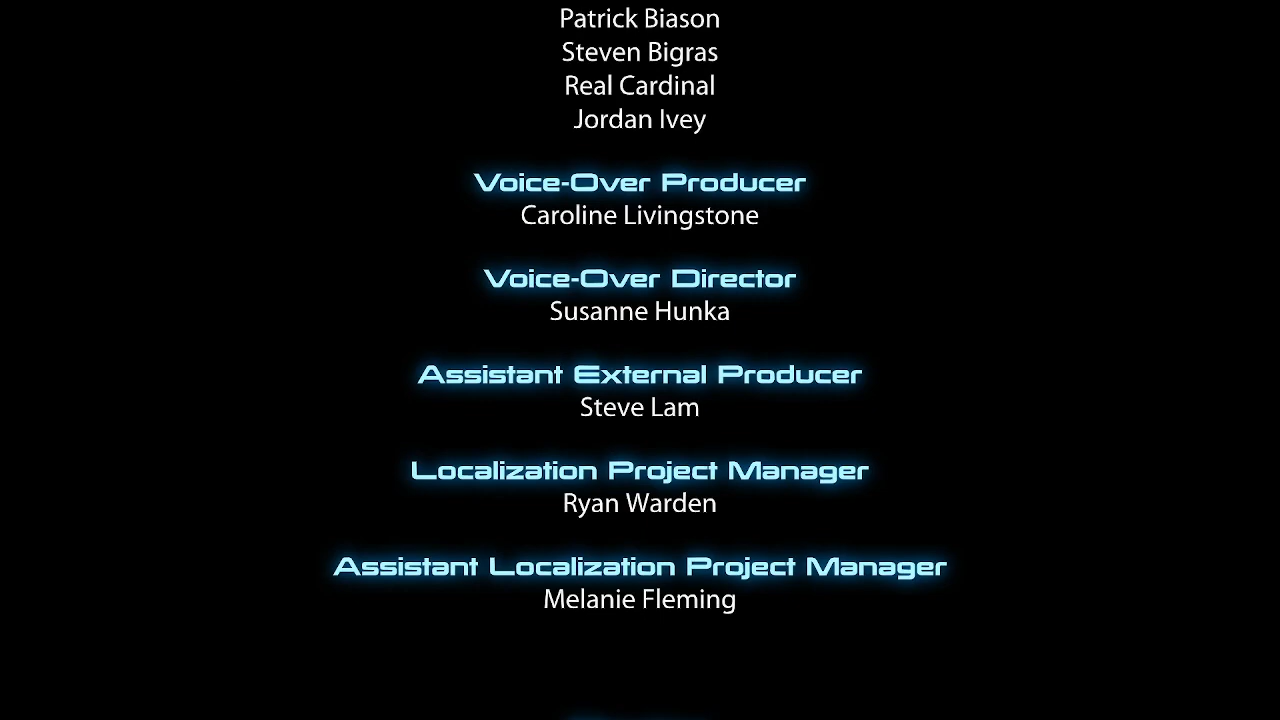 Patrick Biason
Steven Bigras
Real Cardinal
Jordan Ivey
Voice-Over Producer
Caroline Livingstone
Voice-Over Director
Susanne Hunka
Assistant External Producer
Steve Lam
Localization Project Manager
Ryan Warden
Assistant Localization Project Manager
Melanie Fleming